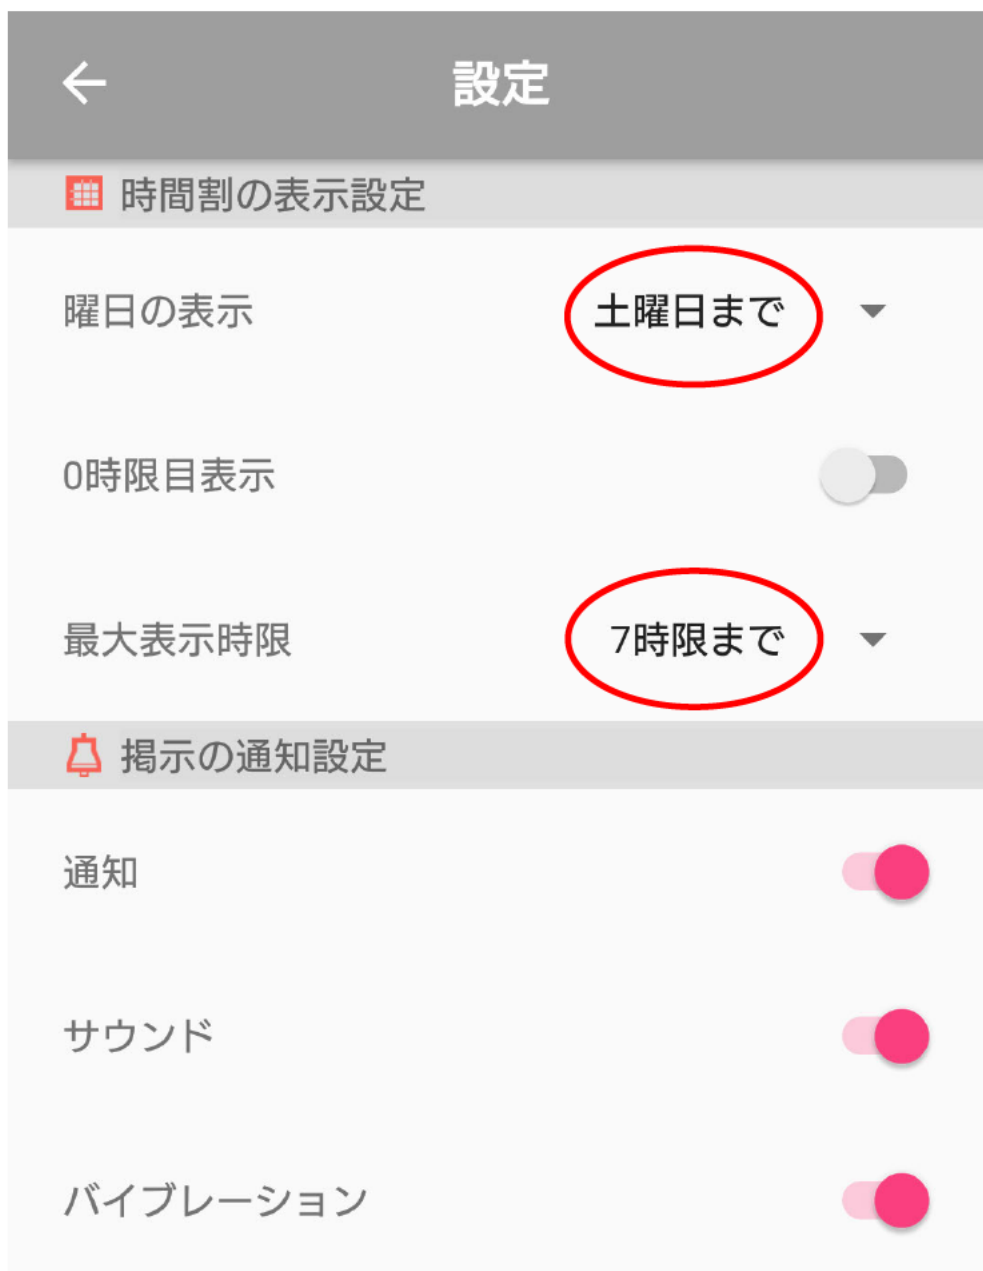 設定
時間割の表示設定
曜日の表示 土曜日まで
0時限目表示
最大表示時限 7時限まで
掲示の通知設定
通知
サウンド
バイブレーション